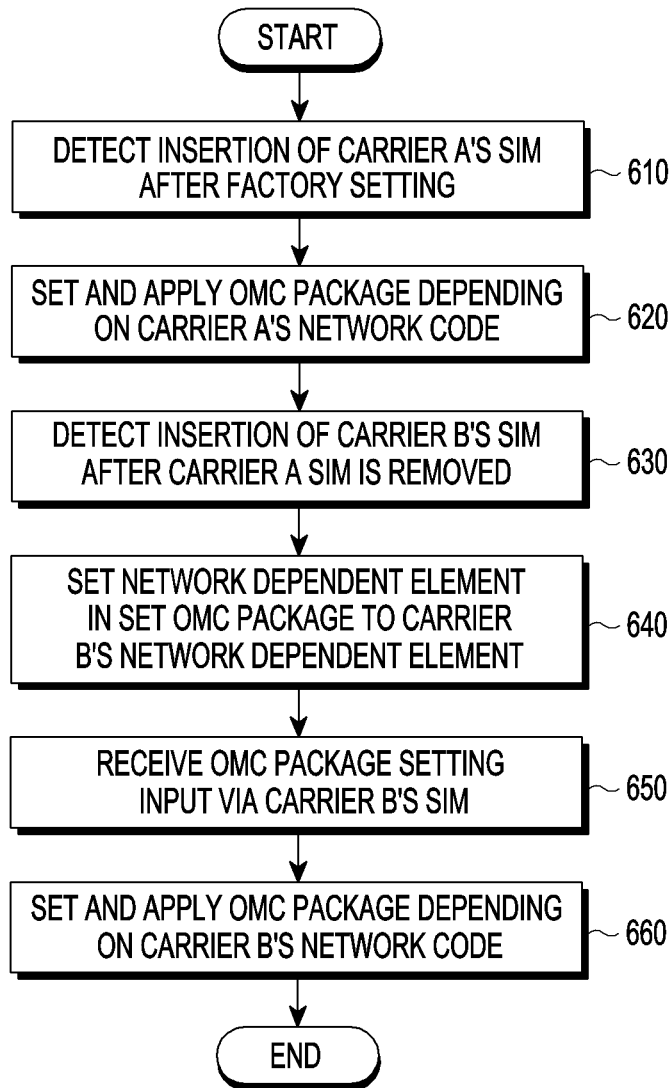 START
DETECT INSERTION OF CARRIER A'S SIM
AFTER FACTORY SETTING
610
SET AND APPLY OMC PACKAGE DEPENDING
ON CARRIER A'S NETWORK CODE
620
DETECT INSERTION OF CARRIER B'S SIM
AFTER CARRIER A SIM IS REMOVED
630
SET NETWORK DEPENDENT ELEMENT
IN SET OMC PACKAGE TO CARRIER
B'S NETWORK DEPENDENT ELEMENT
640
RECEIVE OMC PACKAGE SETTING
INPUT VIA CARRIER B'S SIM
650
SET AND APPLY OMC PACKAGE DEPENDING
ON CARRIER B'S NETWORK CODE
660
END